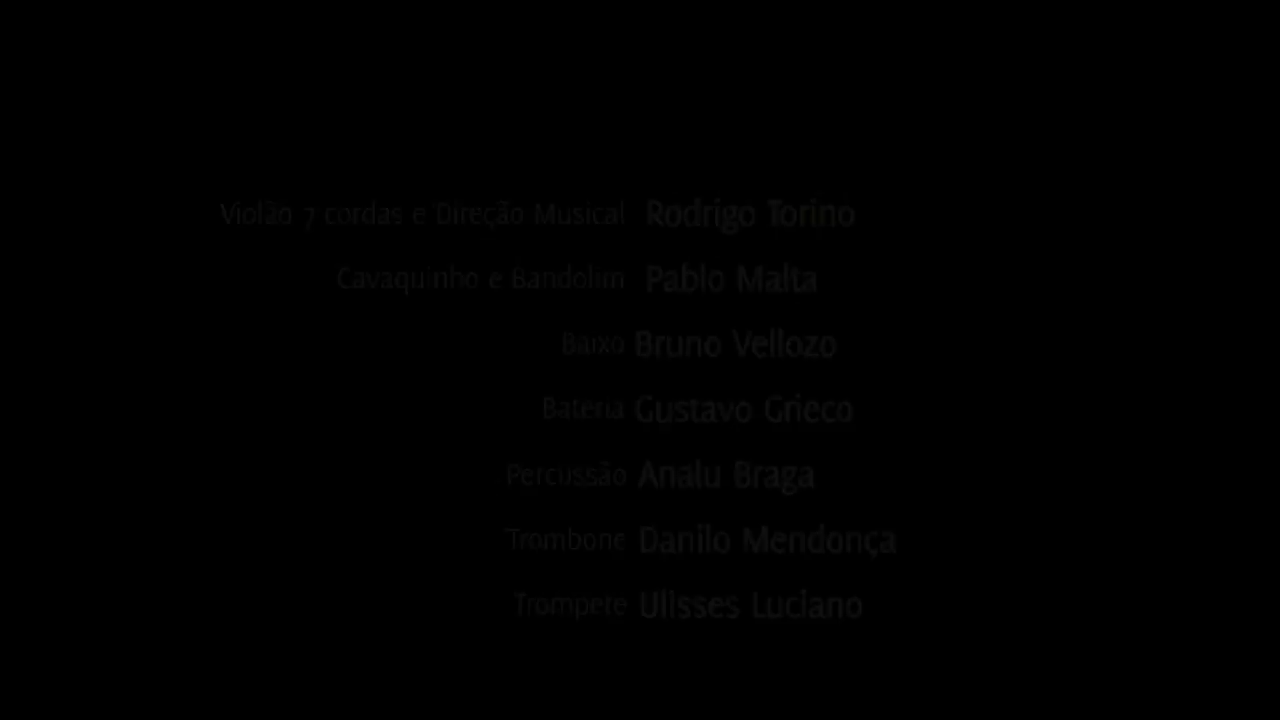 Violão 7 cordas e Direção Musical Rodrigo Torino
Cavaquinho e Bandolim Pablo Malta
Baixo Bruno Vellozo
Bateria Gustavo Grieco
Percussão Analu Braga
Trombone Danilo Mendonça
Trompete Ulisses Luciano